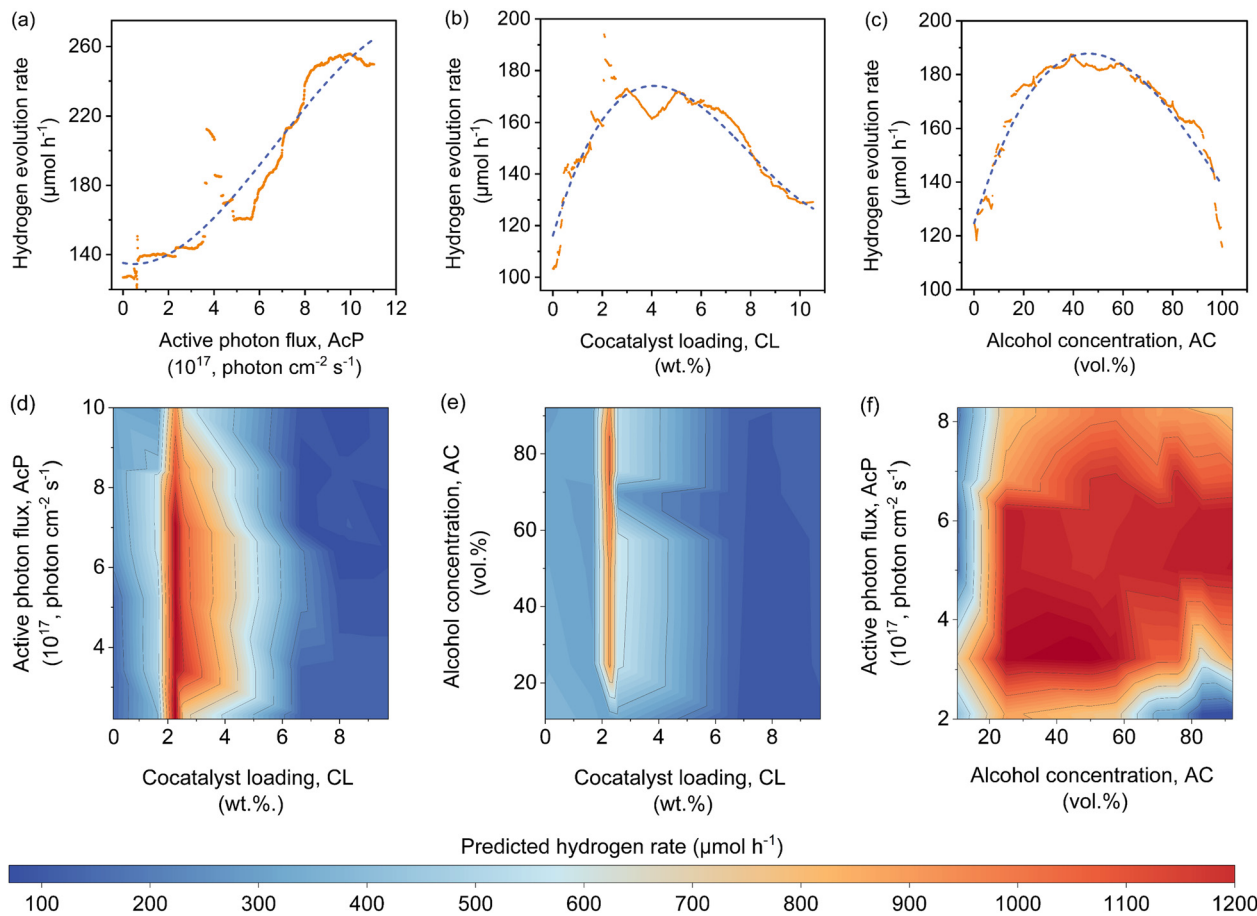 (a)
Hydrogen evolution rate
(μmol h⁻¹)
260
220
180
140
0 2 4 6 8 10 12
Active photon flux, AcP
(10¹⁷, photon cm⁻² s⁻¹)
(b)
Hydrogen evolution rate
(μmol h⁻¹)
200
180
160
140
120
100
0 2 4 6 8 10
Cocatalyst loading, CL
(wt.%)
(c)
Hydrogen evolution rate
(μmol h⁻¹)
200
180
160
140
120
100
0 20 40 60 80 100
Alcohol concentration, AC
(vol.%)
(d)
Active photon flux, AcP
(10¹⁷, photon cm⁻² s⁻¹)
10
8
6
4
0 2 4 6 8
Cocatalyst loading, CL
(wt.%.)
(e)
Alcohol concentration, AC
(vol.%)
80
60
40
20
0 2 4 6 8
Cocatalyst loading, CL
(wt.%)
(f)
Active photon flux, AcP
(10¹⁷, photon cm⁻² s⁻¹)
8
6
4
2
20 40 60 80
Alcohol concentration, AC
(vol.%)
Predicted hydrogen rate (μmol h⁻¹)
100 200 300 400 500 600 700 800 900 1000 1100 1200